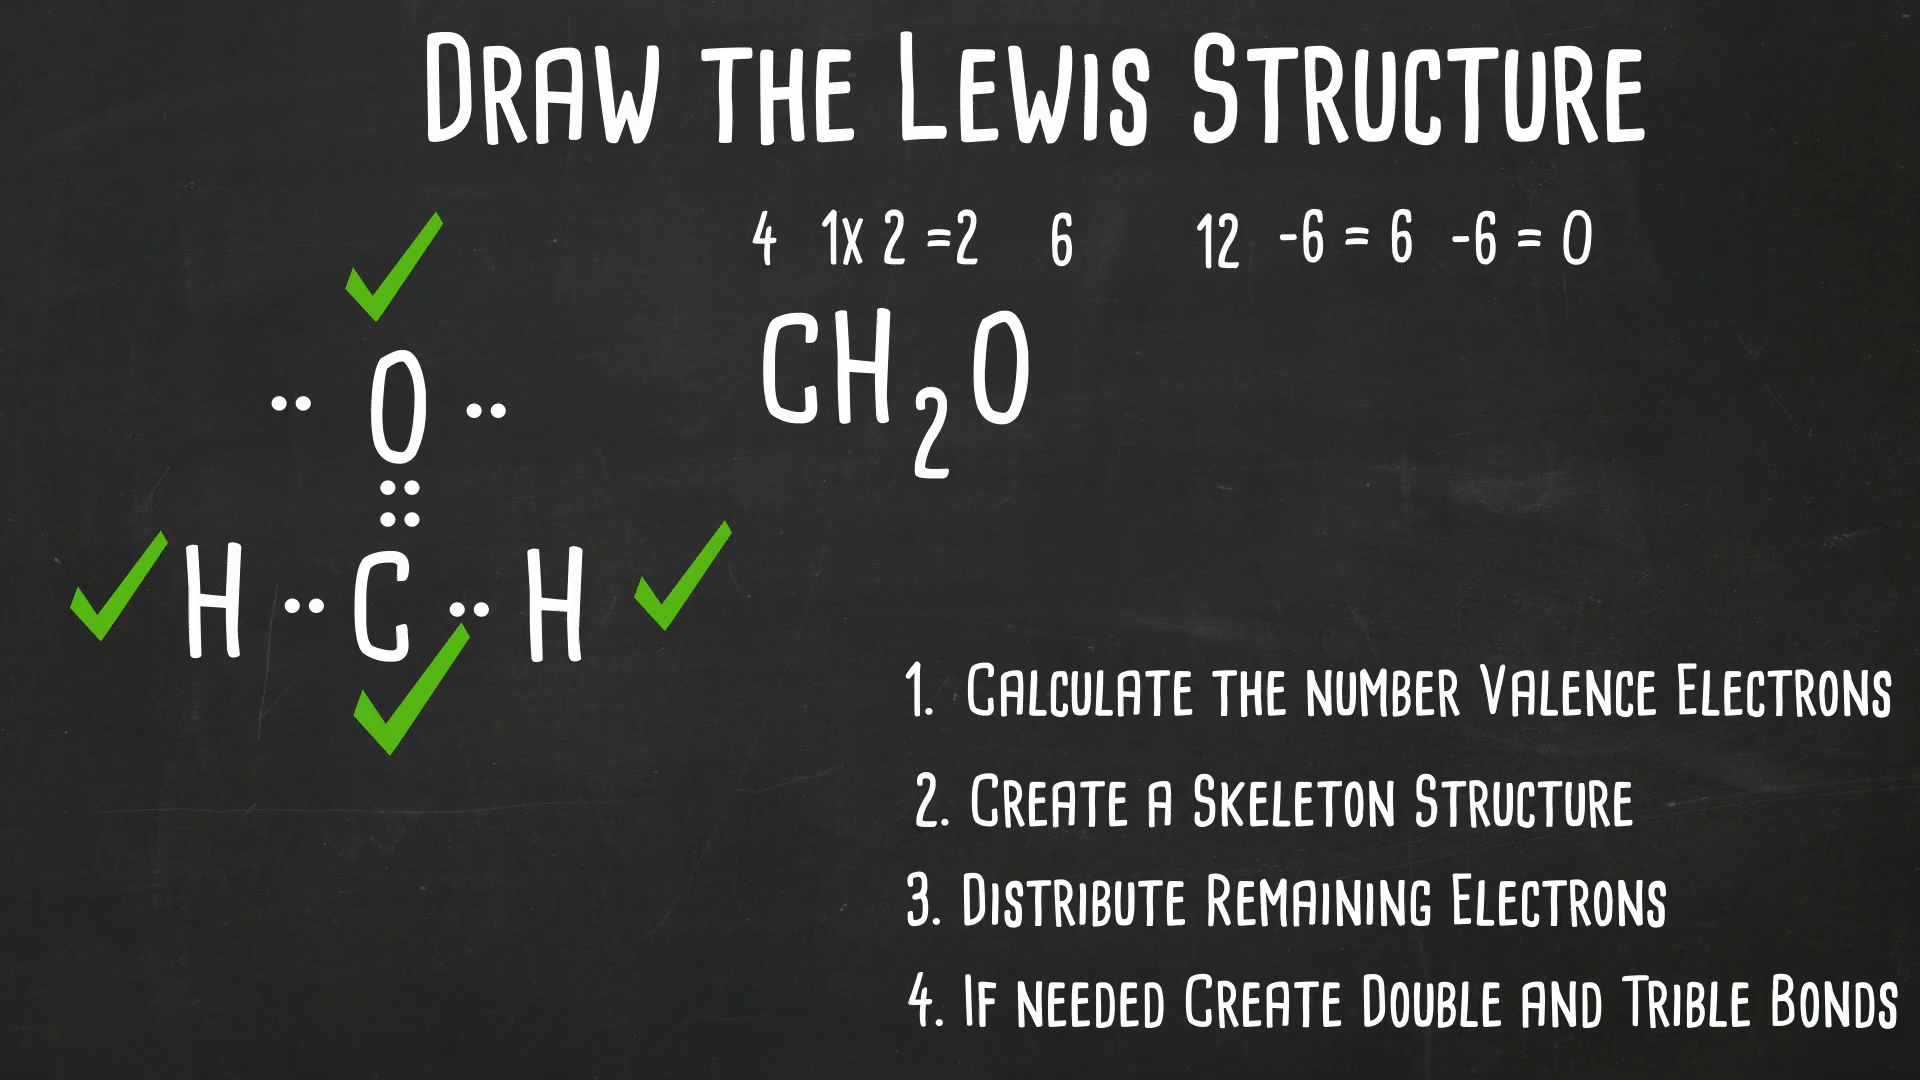 Draw the Lewis Structure
4 1x 2 =2 6 12 -6 = 6 -6 = 0
CH2O
O
H C H
1. Calculate the number Valence Electrons
2. Create a Skeleton Structure
3. Distribute Remaining Electrons
4. If needed Create Double and Trible Bonds